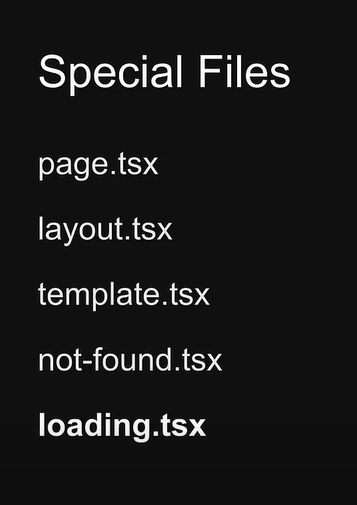 Special Files
page.tsx
layout.tsx
template.tsx
not-found.tsx
loading.tsx